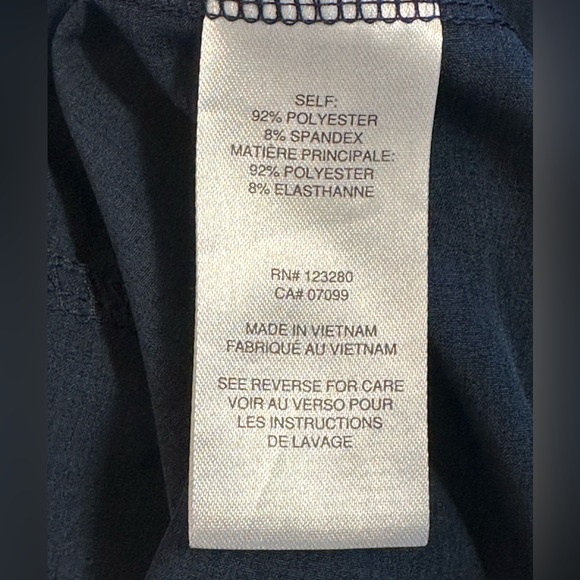 SELF:
92% POLYESTER
8% SPANDEX
MATIÈRE PRINCIPALE:
92% POLYESTER
8% ELASTHANNE
RN# 123280
CA# 07099
MADE IN VIETNAM
FABRIQUÉ AU VIETNAM
SEE REVERSE FOR CARE
VOIR AU VERSO POUR
LES INSTRUCTIONS
DE LAVAGE